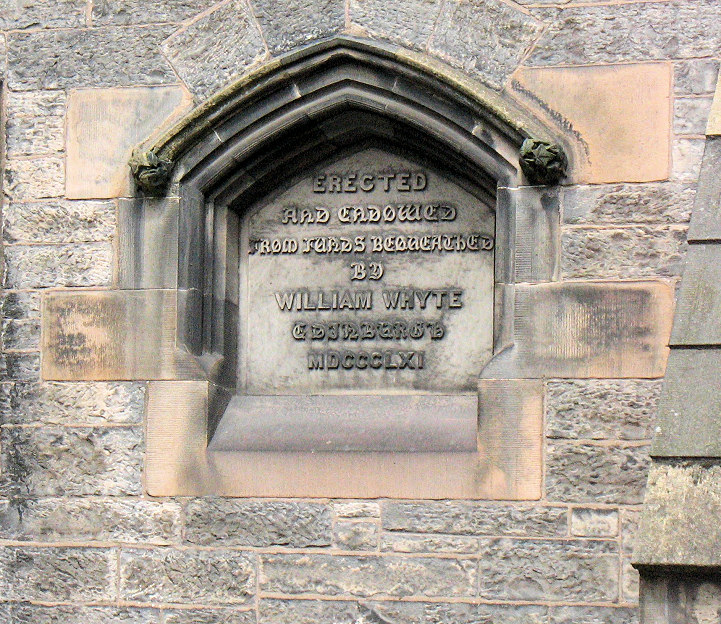 ERECTED
AND ENDOWED
FROM FUNDS BEQUEATHED
BY
WILLIAM WHYTE
EDINBURGH
MDCCCLXI